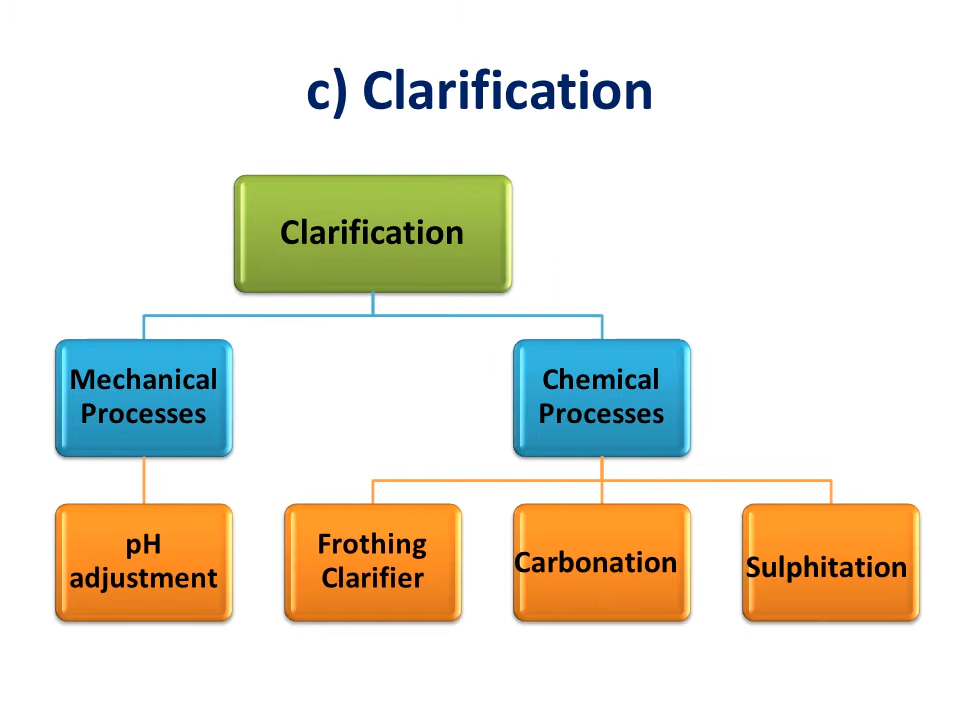 c) Clarification
Clarification
Mechanical
Processes
Chemical
Processes
pH
adjustment
Frothing
Clarifier
Carbonation
Sulphitation